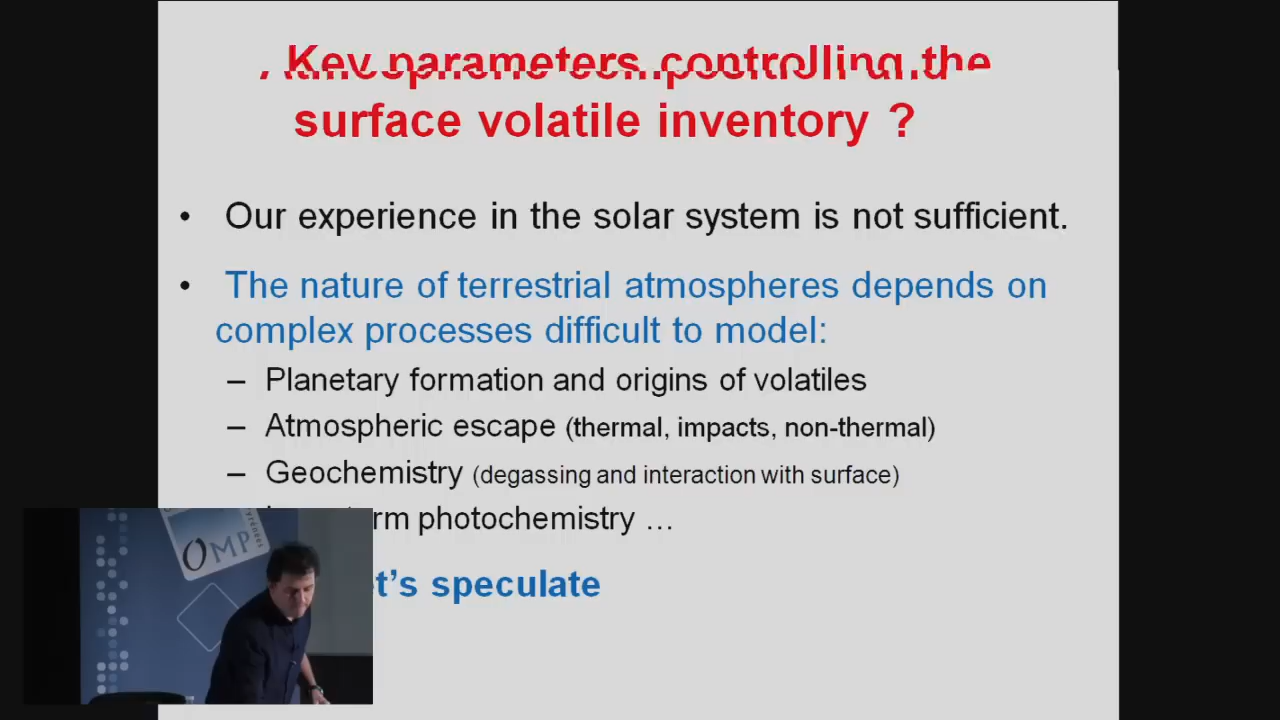 Key parameters controlling the
surface volatile inventory ?
• Our experience in the solar system is not sufficient.
• The nature of terrestrial atmospheres depends on
complex processes difficult to model:
– Planetary formation and origins of volatiles
– Atmospheric escape (thermal, impacts, non-thermal)
– Geochemistry (degassing and interaction with surface)
photochemistry …
speculate
OMP